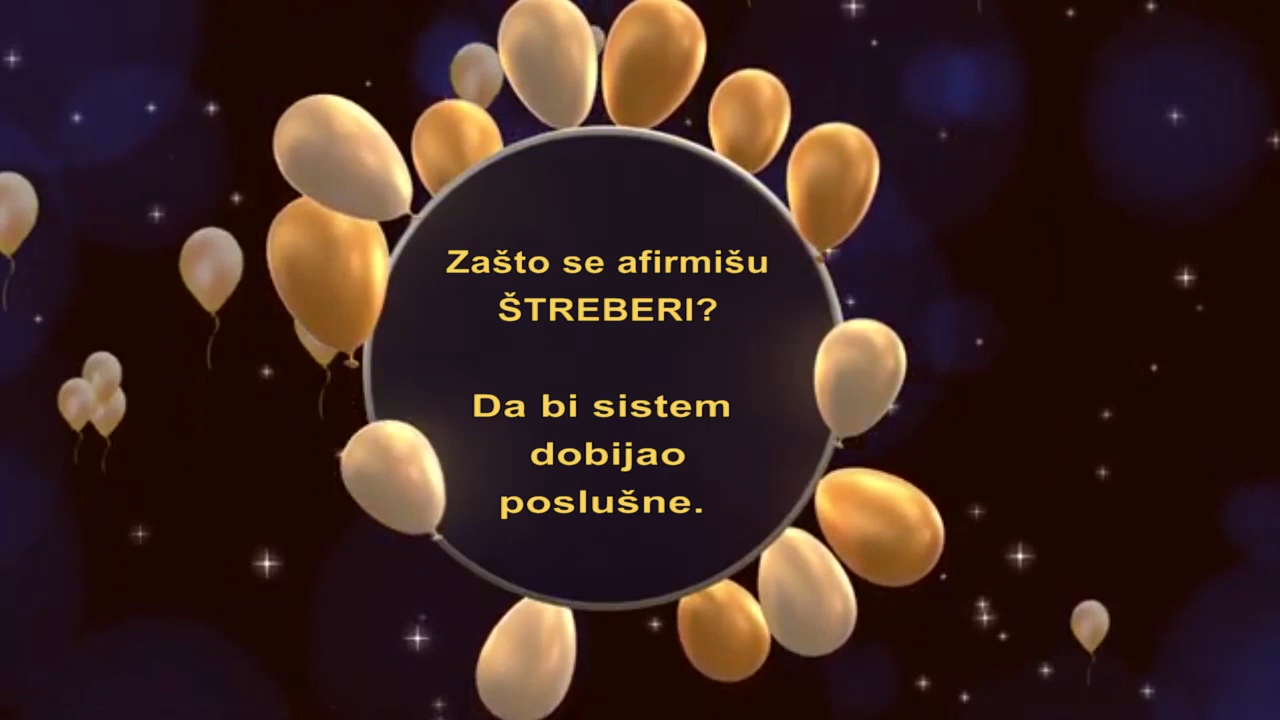 Zašto se afirmišu
ŠTREBERI?
Da bi sistem
dobijao
poslušne.